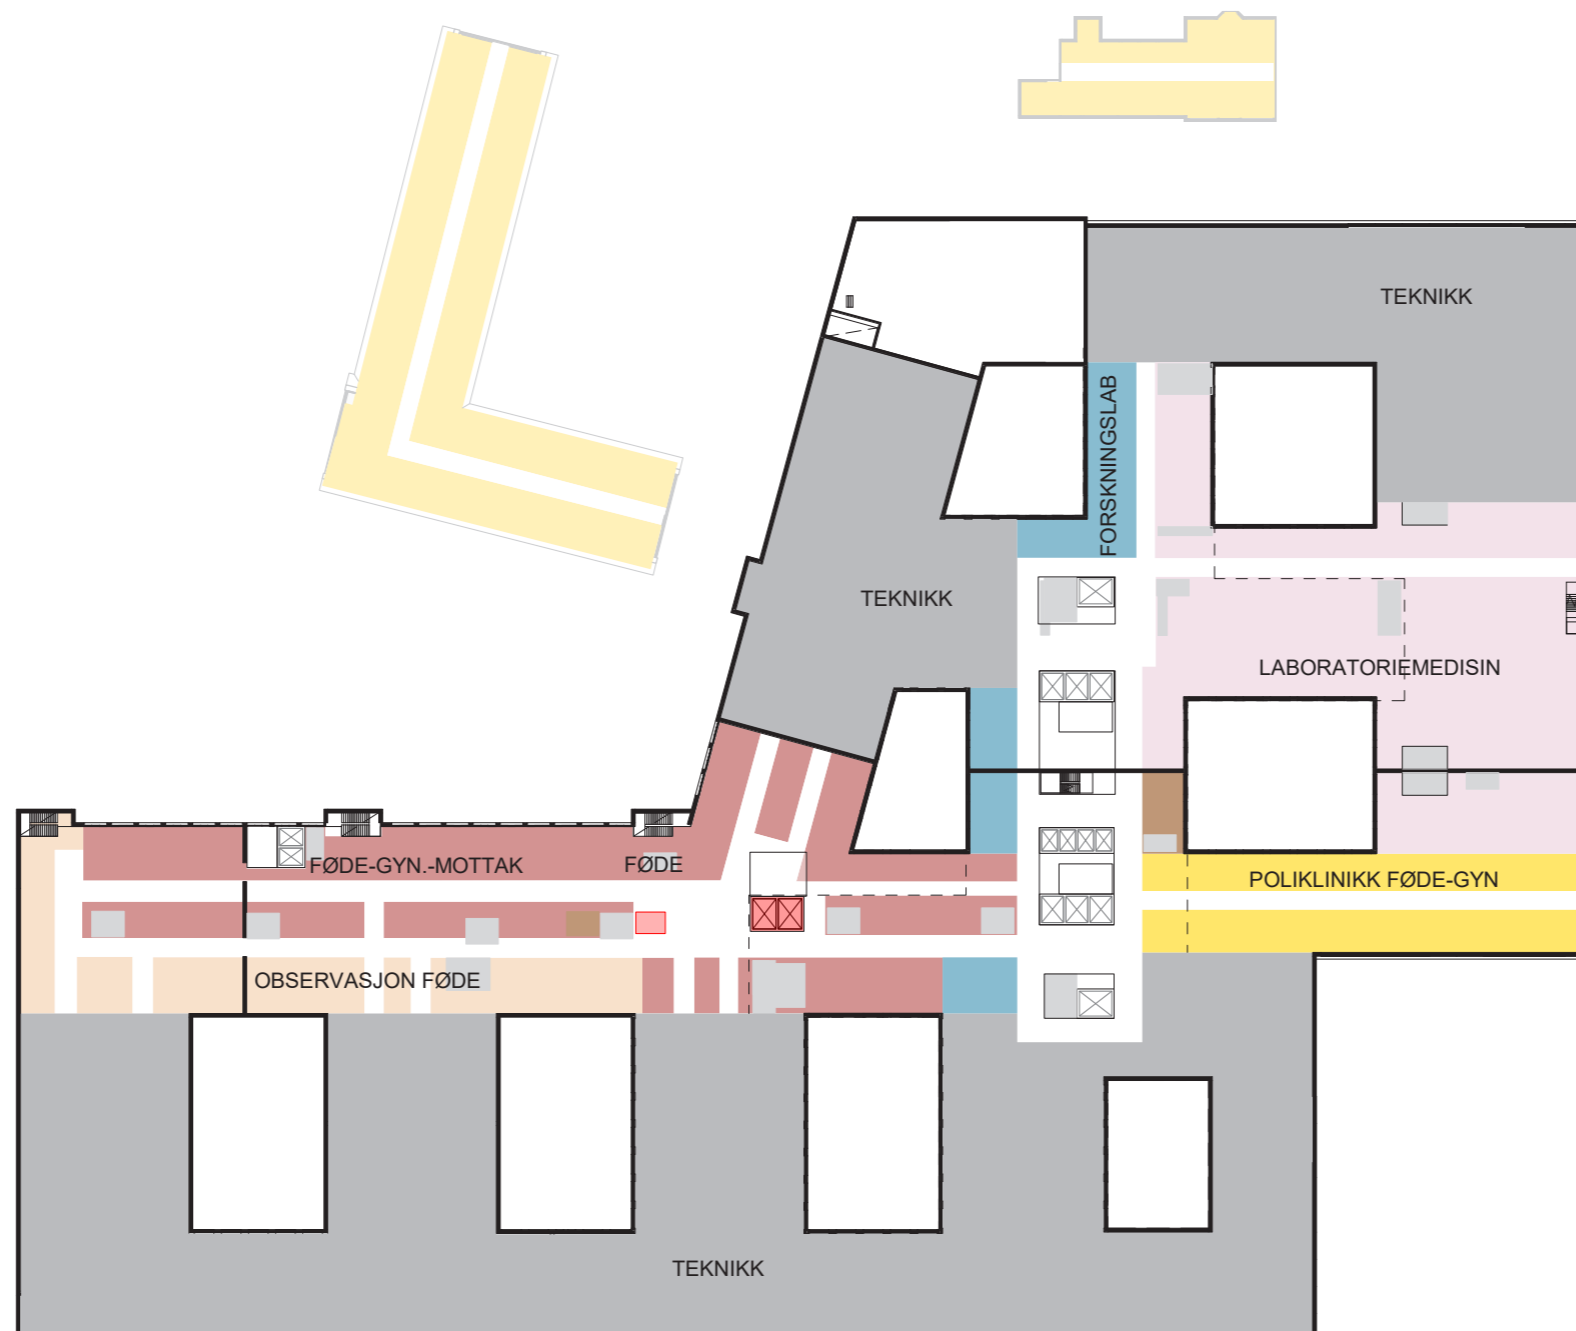 TEKNIKK
FORSKNINGSLAB
TEKNIKK
LABORATORIEMEDISIN
FØDE-GYN.-MOTTAK
FØDE
POLIKLINIKK FØDE-GYN
OBSERVASJON FØDE
TEKNIKK